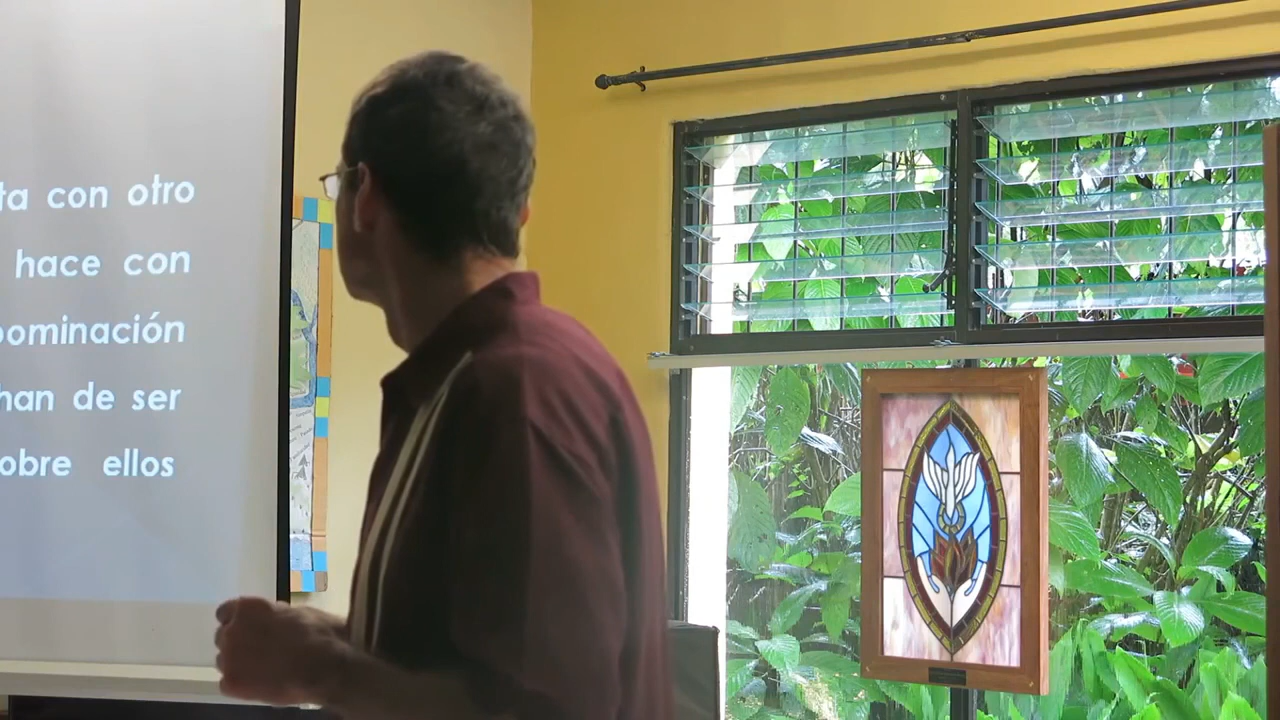 ta con otro
hace con
bominación
han de ser
obre ellos